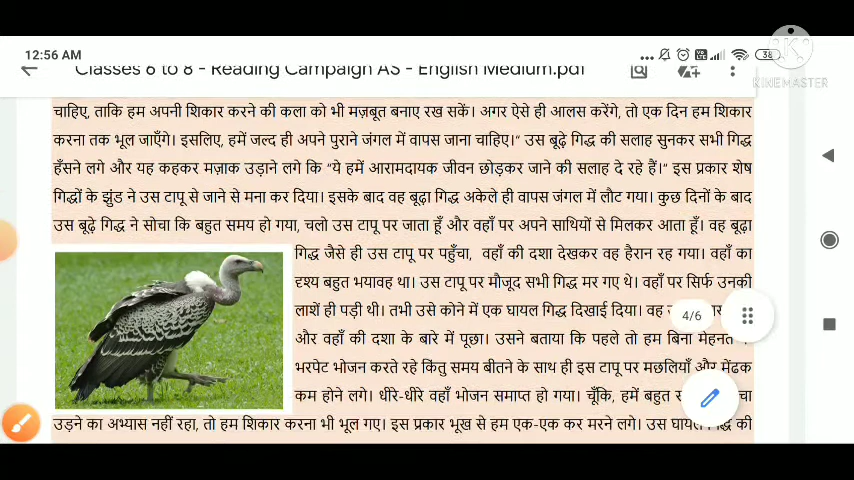 12:56 AM
... 38
KINEMASTER
Classes 6 to 8 - Reading Campaign AS - English Medium.pdf
चाहिए, ताकि हम अपनी शिकार करने की कला को भी मज़बूत बनाए रख सकें। अगर ऐसे ही आलस करेंगे, तो एक दिन हम शिकार
करना तक भूल जाएँगे। इसलिए, हमें जल्द ही अपने पुराने जंगल में वापस जाना चाहिए।" उस बूढ़े गिद्ध की सलाह सुनकर सभी गिद्ध
हँसने लगे और यह कहकर मज़ाक उड़ाने लगे कि "ये हमें आरामदायक जीवन छोड़कर जाने की सलाह दे रहे हैं।" इस प्रकार शेष
गिद्धों के झुंड ने उस टापू से जाने से मना कर दिया। इसके बाद वह बूढ़ा गिद्ध अकेले ही वापस जंगल में लौट गया। कुछ दिनों के बाद
उस बूढ़े गिद्ध ने सोचा कि बहुत समय हो गया, चलो उस टापू पर जाता हूँ और वहाँ पर अपने साथियों से मिलकर आता हूँ। वह बूढ़ा
गिद्ध जैसे ही उस टापू पर पहुँचा, वहाँ की दशा देखकर वह हैरान रह गया। वहाँ का
दृश्य बहुत भयावह था। उस टापू पर मौजूद सभी गिद्ध मर गए थे। वहाँ पर सिर्फ उनकी
लाशें ही पड़ी थी। तभी उसे कोने में एक घायल गिद्ध दिखाई दिया। वह
4/6
और वहाँ की दशा के बारे में पूछा। उसने बताया कि पहले तो हम बिना मेहनत
भरपेट भोजन करते रहे किंतु समय बीतने के साथ ही इस टापू पर मछलियाँ और मेंढक
कम होने लगे। धीरे-धीरे वहाँ भोजन समाप्त हो गया। चूँकि, हमें बहुत
उड़ने का अभ्यास नहीं रहा, तो हम शिकार करना भी भूल गए। इस प्रकार भूख से हम एक-एक कर मरने लगे। उस घायल गिद्ध की